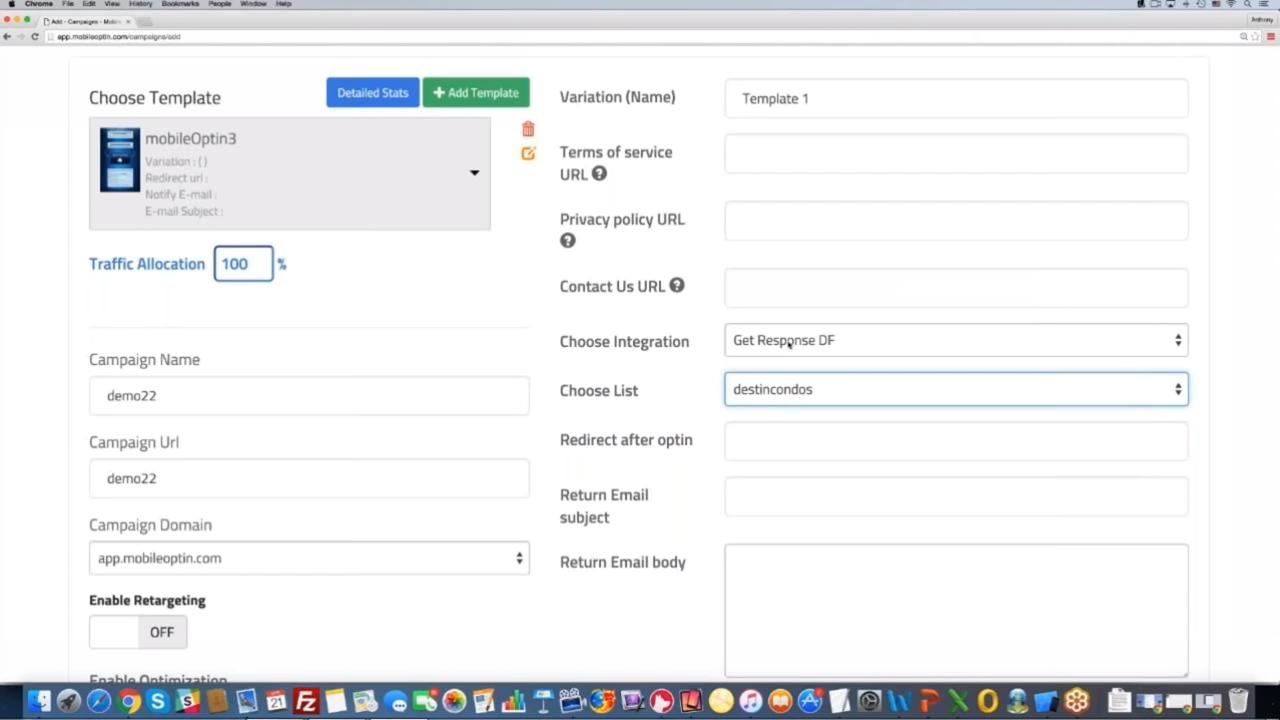 Chrome File Edit View History Bookmarks People Window Help
Add - Campaigns - Mobile
Anthony
app.mobileoptin.com/campaigns/add
Choose Template
Detailed Stats
Add Template
mobileOptin3
Variation : ( )
Redirect url :
Notify E-mail :
E-mail Subject :
Traffic Allocation 100 %
Campaign Name
demo22
Campaign Url
demo22
Campaign Domain
app.mobileoptin.com
Enable Retargeting
OFF
Enable Optimization
Variation (Name)
Template 1
Terms of service
URL
Privacy policy URL
Contact Us URL
Choose Integration
Get Response DF
Choose List
destincondos
Redirect after optin
Return Email
subject
Return Email body
21